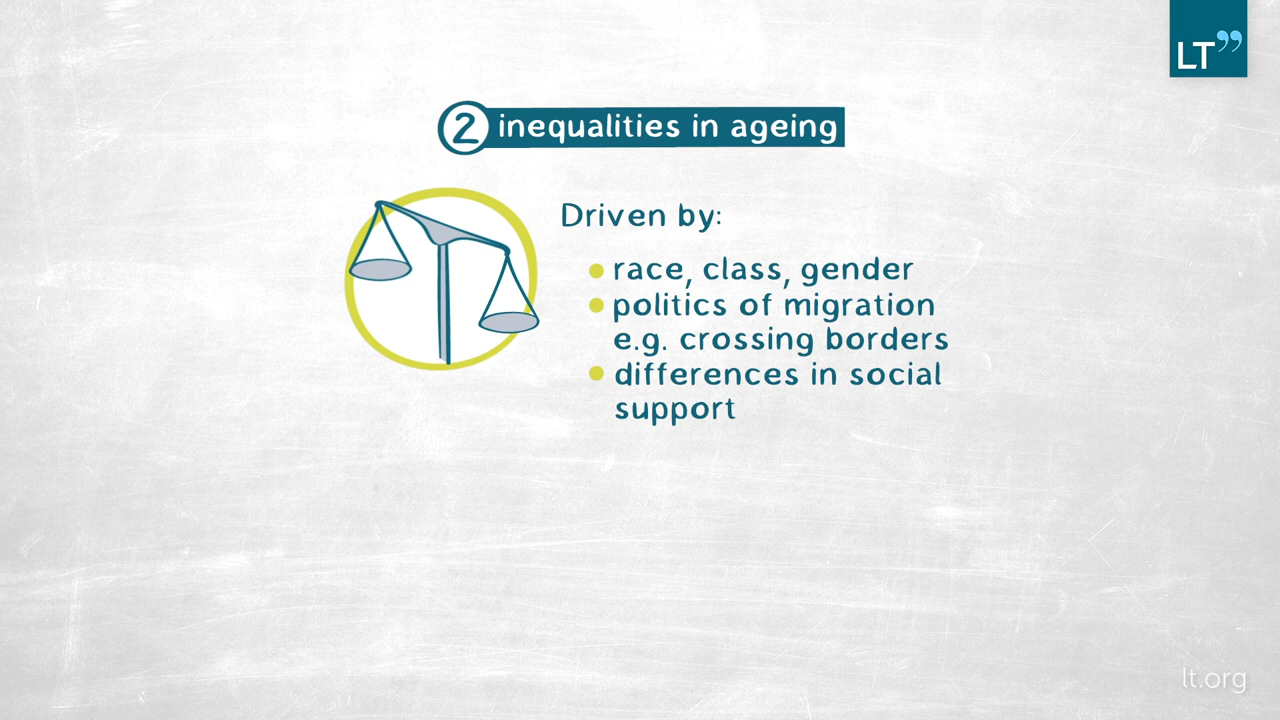 LT”
2 inequalities in ageing
Driven by:
race, class, gender
politics of migration
e.g. crossing borders
differences in social
support
lt.org